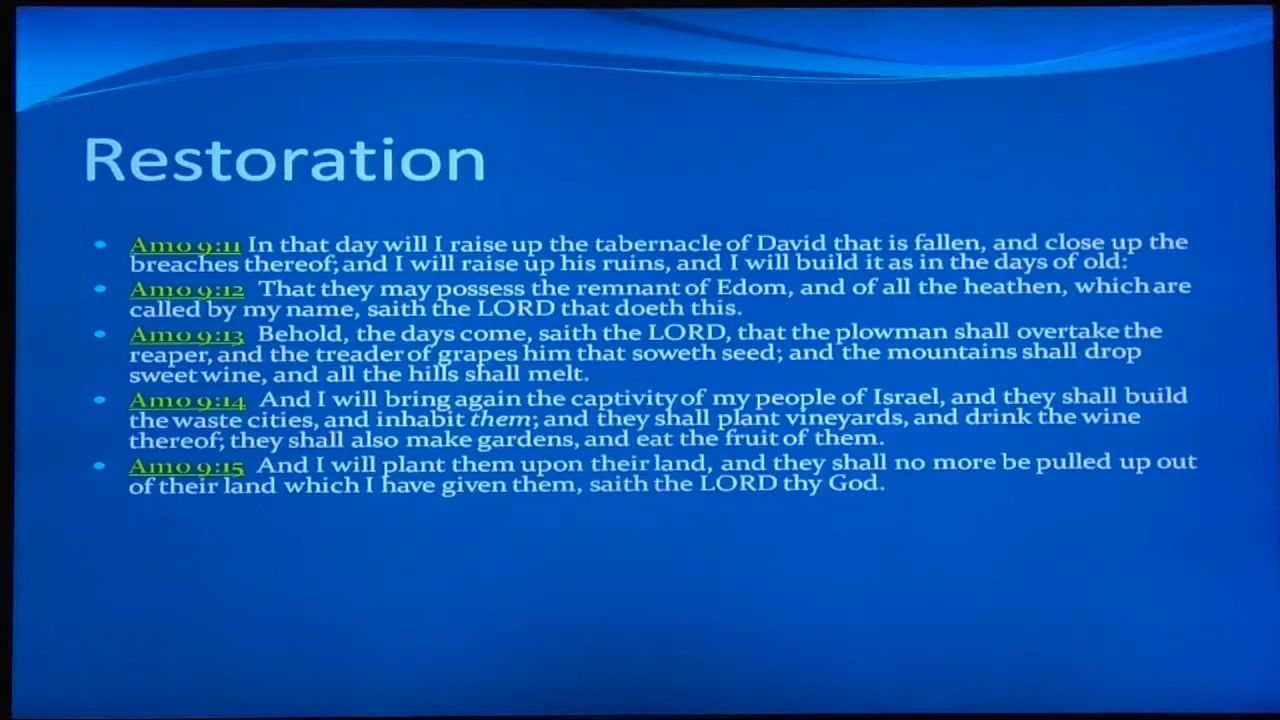 Restoration
Amo 9:11 In that day will I raise up the tabernacle of David that is fallen, and close up the
breaches thereof; and I will raise up his ruins, and I will build it as in the days of old:
Amo 9:12 That they may possess the remnant of Edom, and of all the heathen, which are
called by my name, saith the LORD that doeth this.
Amo 9:13 Behold, the days come, saith the LORD, that the plowman shall overtake the
reaper, and the treader of grapes him that soweth seed; and the mountains shall drop
sweet wine, and all the hills shall melt.
Amo 9:14 And I will bring again the captivity of my people of Israel, and they shall build
the waste cities, and inhabit them; and they shall plant vineyards, and drink the wine
thereof; they shall also make gardens, and eat the fruit of them.
Amo 9:15 And I will plant them upon their land, and they shall no more be pulled up out
of their land which I have given them, saith the LORD thy God.